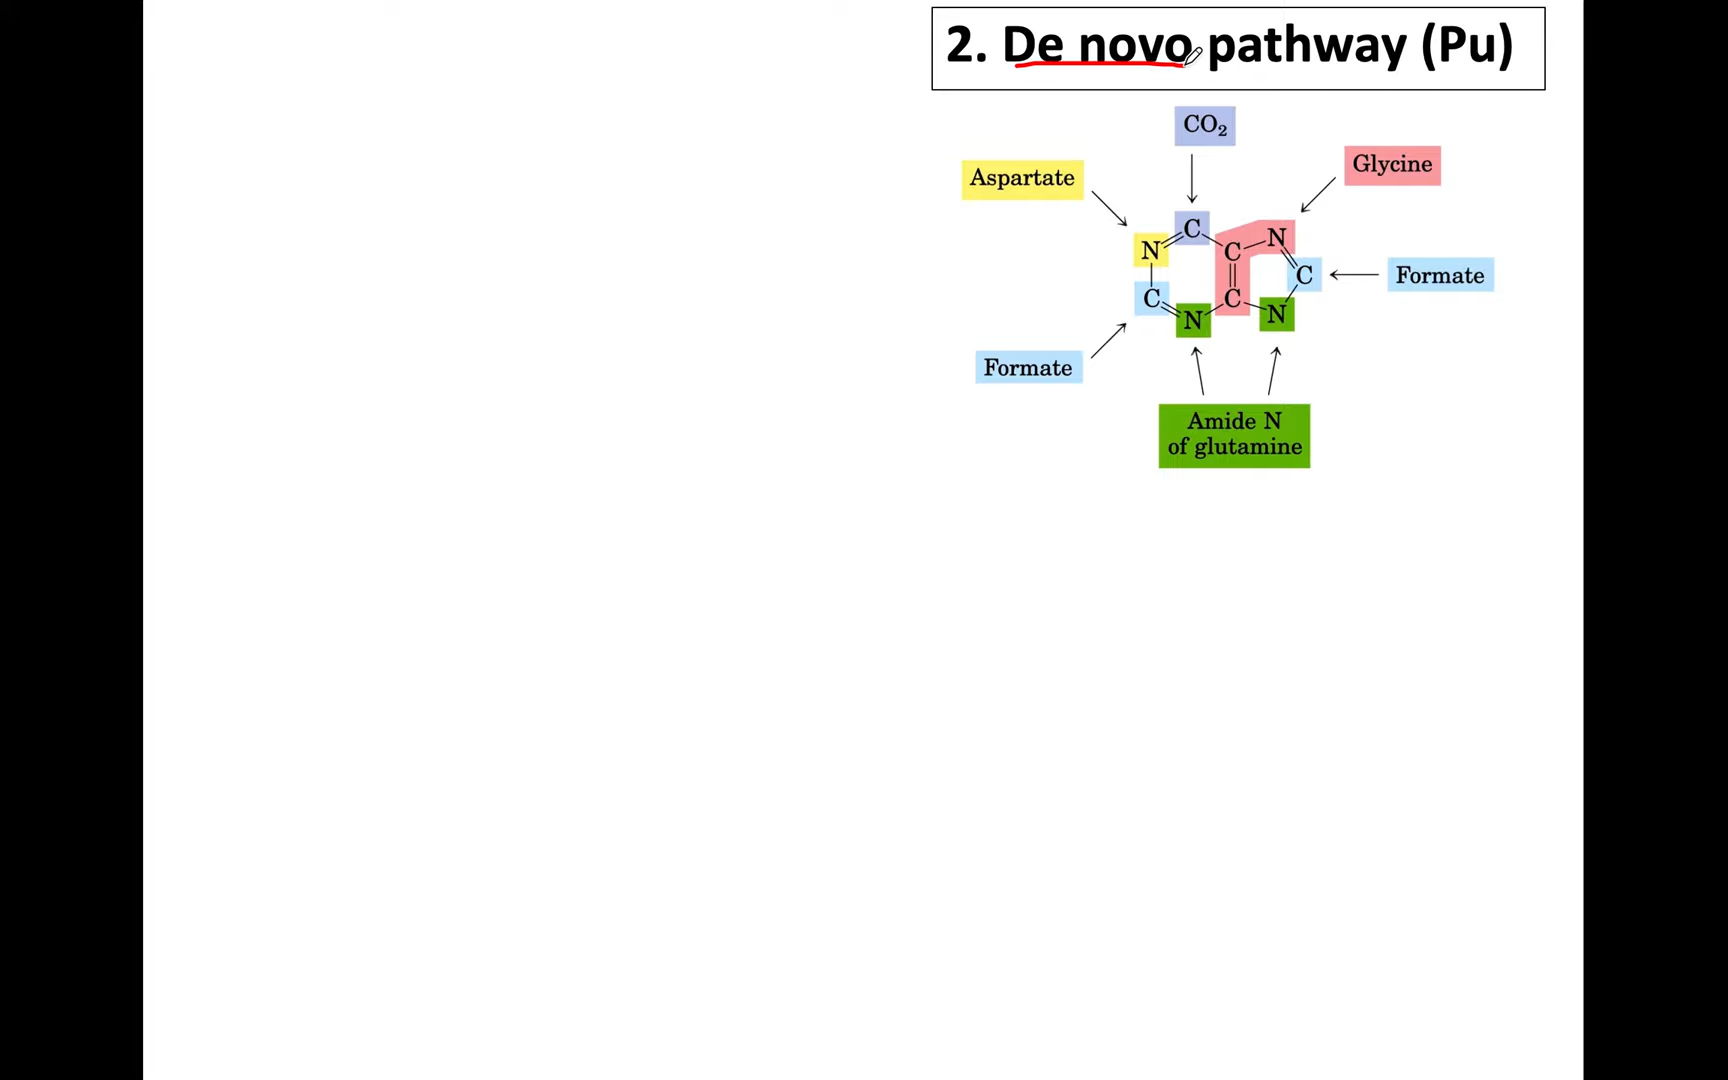 2. De novo pathway (Pu)
CO₂
Glycine
Aspartate
C
N
N
C
C
Formate
C
C
N
N
Formate
Amide N
of glutamine